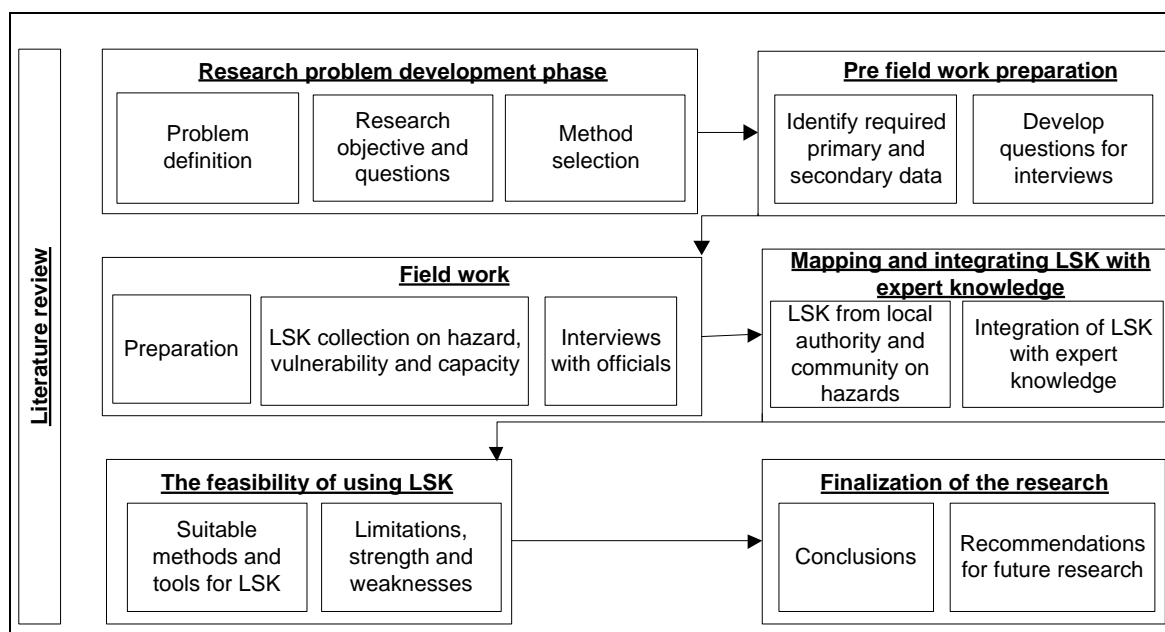 Literature review
Research problem development phase
Problem
definition
Research
objective and
questions
Method
selection
Pre field work preparation
Identify required
primary and
secondary data
Develop
questions for
interviews
Field work
Preparation
LSK collection on hazard,
vulnerability and capacity
Interviews
with officials
Mapping and integrating LSK with
expert knowledge
LSK from local
authority and
community on
hazards
Integration of LSK
with expert
knowledge
The feasibility of using LSK
Suitable
methods and
tools for LSK
Limitations,
strength and
weaknesses
Finalization of the research
Conclusions
Recommendations
for future research